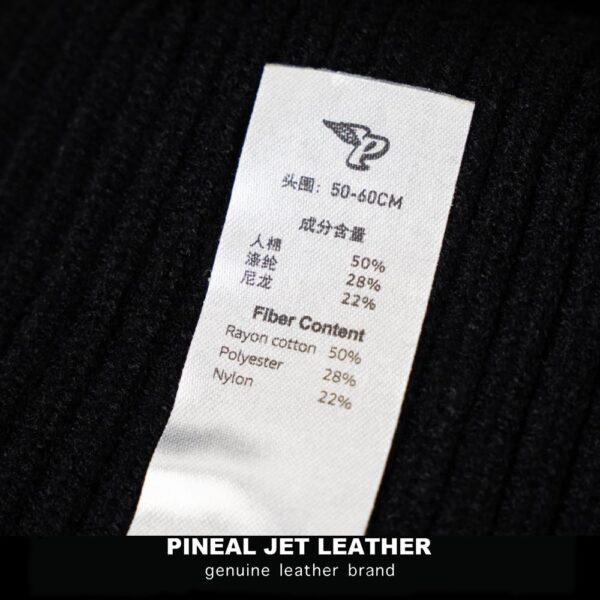 头围：50-60CM
成分含量
人棉 50%
涤纶 28%
尼龙 22%
Fiber Content
Rayon cotton 50%
Polyester 28%
Nylon 22%
PINEAL JET LEATHER
genuine leather brand